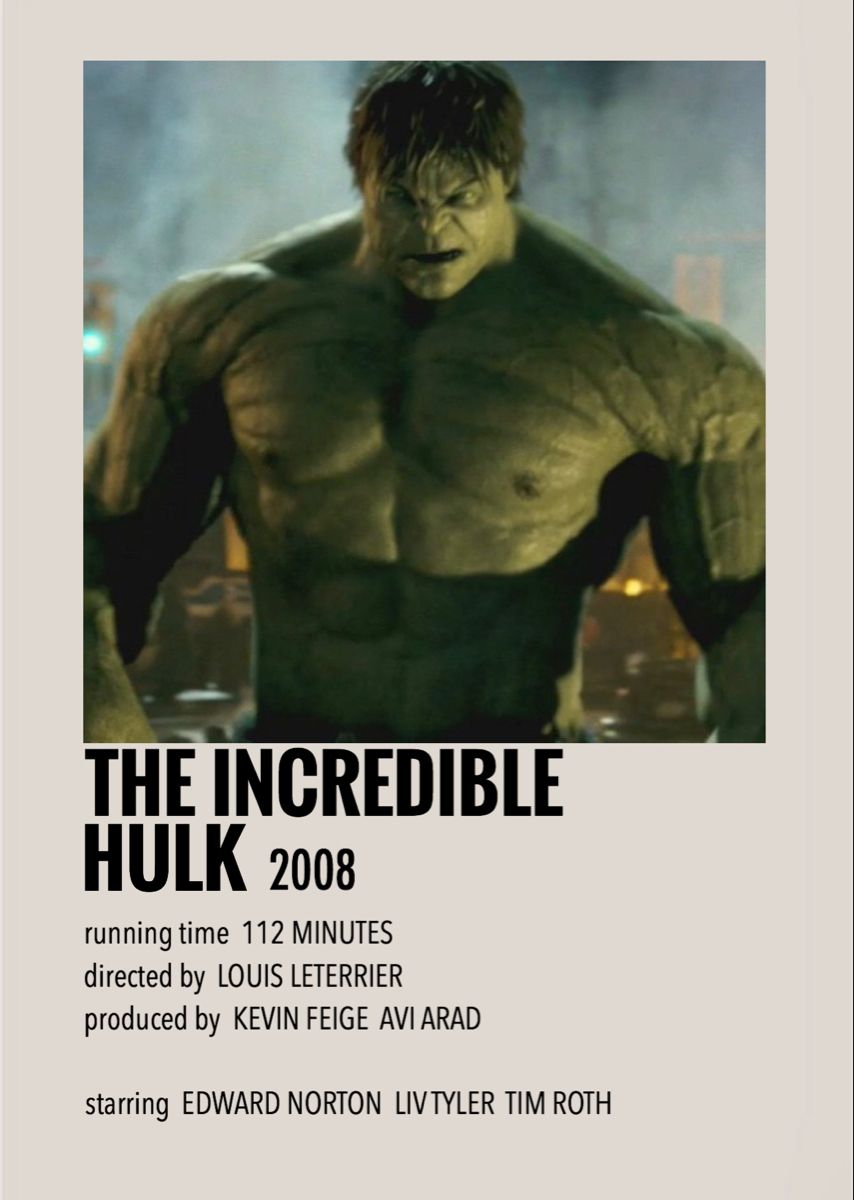 THE INCREDIBLE
HULK 2008
running time 112 MINUTES
directed by LOUIS LETERRIER
produced by KEVIN FEIGE AVI ARAD
starring EDWARD NORTON LIV TYLER TIM ROTH